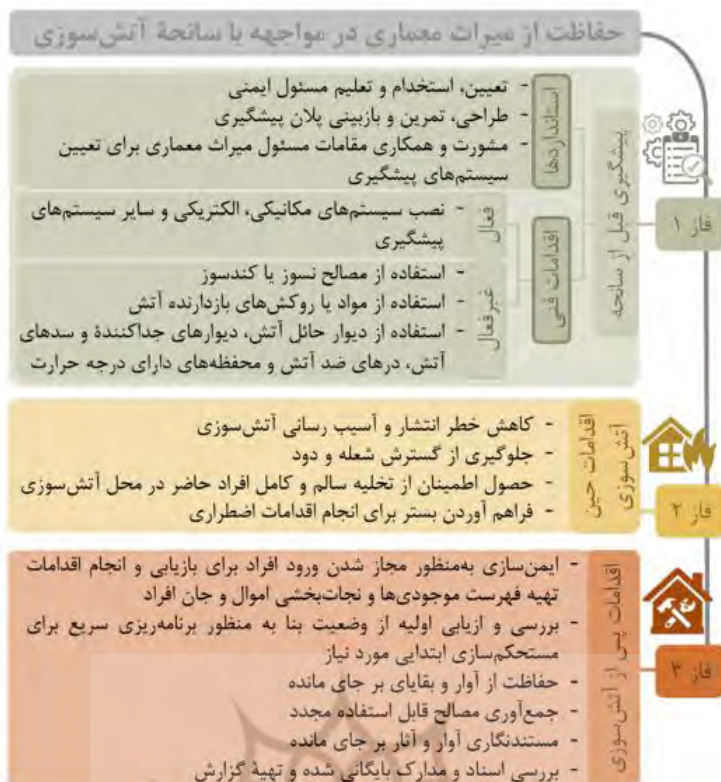 حفاظت از میراث معماری در مواجهه با سانحهٔ آتش‌سوزی
فاز ۱
پیشگیری قبل از سانحه
استانداردها
- تعیین، استخدام و تعلیم مسئول ایمنی
- طراحی، تمرین و بازبینی پلان پیشگیری
- مشورت و همکاری مقامات مسئول میراث معماری برای تعیین
سیستم‌های پیشگیری
اقدامات فنی
فعال
- نصب سیستم‌های مکانیکی، الکتریکی و سایر سیستم‌های
پیشگیری
غیرفعال
- استفاده از مصالح نسوز یا کندسوز
- استفاده از مواد یا روکش‌های بازدارنده آتش
- استفاده از دیوار حائل آتش، دیوارهای جداکنندهٔ و سدهای
آتش، درهای ضد آتش و محفظه‌های دارای درجه حرارت
فاز ۲
اقدامات حین
آتش‌سوزی
- کاهش خطر انتشار و آسیب رسانی آتش‌سوزی
- جلوگیری از گسترش شعله و دود
- حصول اطمینان از تخلیه سالم و کامل افراد حاضر در محل آتش‌سوزی
- فراهم آوردن بستر برای انجام اقدامات اضطراری
فاز ۳
اقدامات پس از آتش‌سوزی
- ایمن‌سازی به‌منظور مجاز شدن ورود افراد برای بازیابی و انجام اقدامات
تهیه فهرست موجودی‌ها و نجات‌بخشی اموال و جان افراد
- بررسی و ازیابی اولیه از وضعیت بنا به منظور برنامه‌ریزی سریع برای
مستحکم‌سازی ابتدایی مورد نیاز
- حفاظت از آوار و بقایای بر جای مانده
- جمع‌آوری مصالح قابل استفاده مجدد
- مستندنگاری آوار و آثار بر جای مانده
- بررسی اسناد و مدارک بایگانی شده و تهیهٔ گزارش